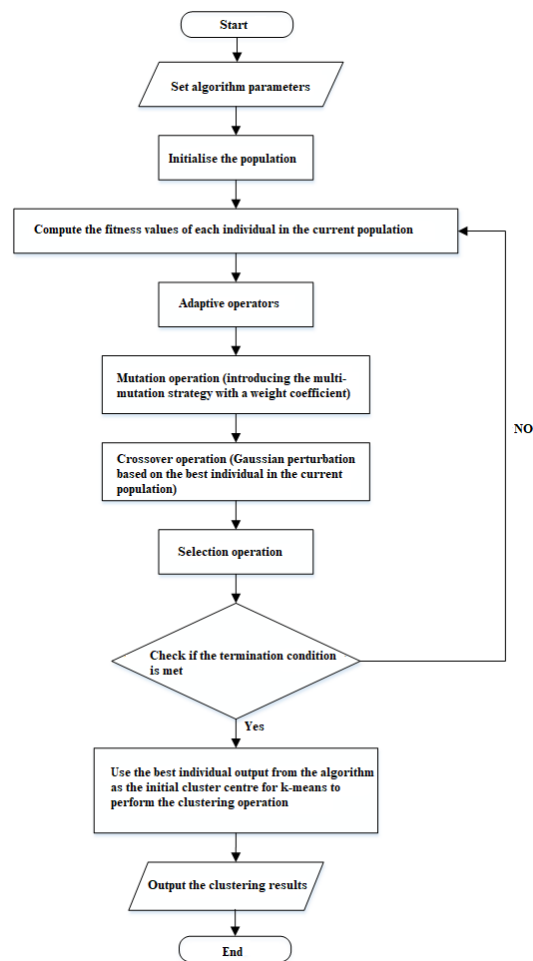 Start
Set algorithm parameters
Initialise the population
Compute the fitness values of each individual in the current population
Adaptive operators
Mutation operation (introducing the multi-
mutation strategy with a weight coefficient)
Crossover operation (Gaussian perturbation
based on the best individual in the current
population)
NO
Selection operation
Check if the termination condition
is met
Yes
Use the best individual output from the algorithm
as the initial cluster centre for k-means to
perform the clustering operation
Output the clustering results
End